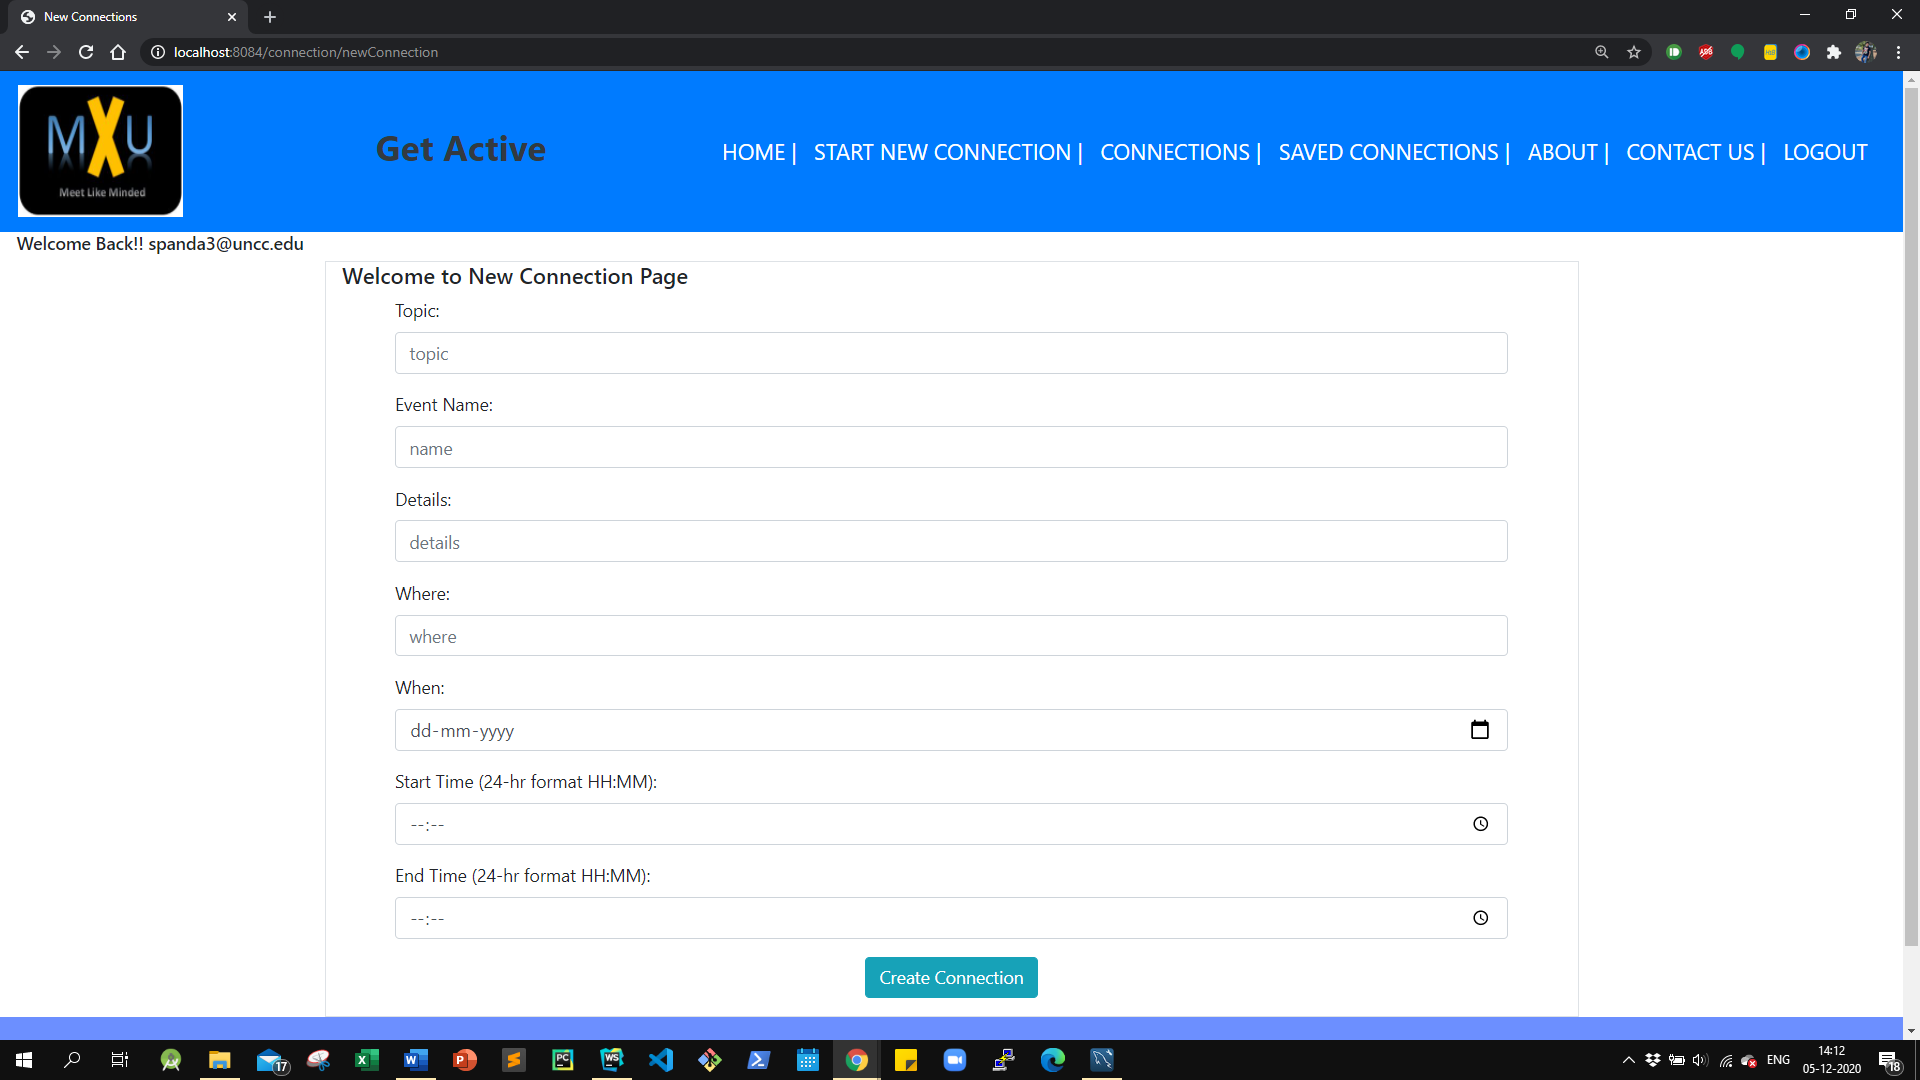 New Connections
localhost:8084/connection/newConnection
MXU
Meet Like Minded
Get Active
HOME | START NEW CONNECTION | CONNECTIONS | SAVED CONNECTIONS | ABOUT | CONTACT US | LOGOUT
Welcome Back!! spanda3@uncc.edu
Welcome to New Connection Page
Topic:
topic
Event Name:
name
Details:
details
Where:
where
When:
dd-mm-yyyy
Start Time (24-hr format HH:MM):
--:--
End Time (24-hr format HH:MM):
--:--
Create Connection
17
ENG
14:12
05-12-2020
18